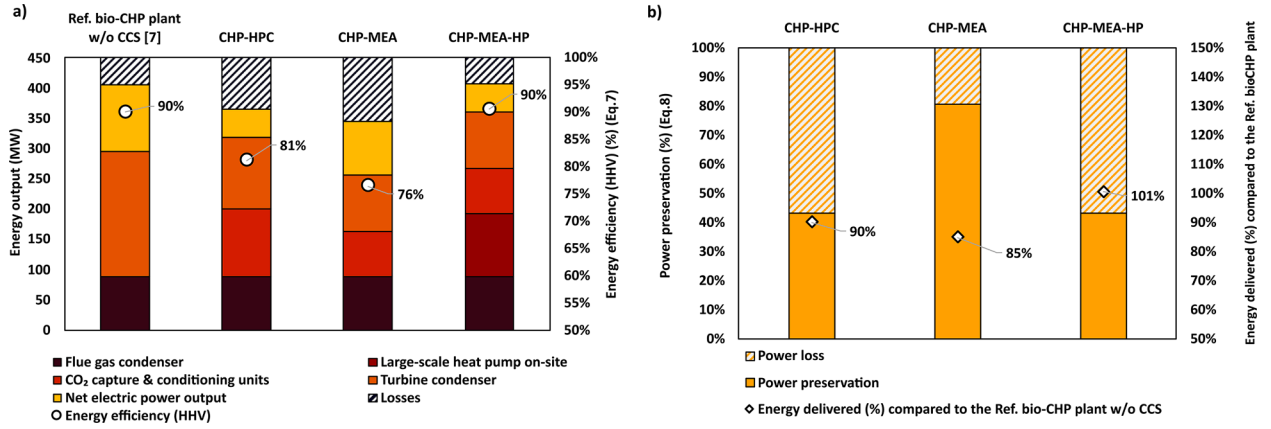 a)
Ref. bio-CHP plant
w/o CCS [7]
CHP-HPC
CHP-MEA
CHP-MEA-HP
Energy output (MW)
450
400
350
300
250
200
150
100
50
0
90%
81%
76%
90%
100%
95%
90%
85%
80%
75%
70%
65%
60%
55%
50%
Energy efficiency (HHV) (%) (Eq.7)
Flue gas condenser
Large-scale heat pump on-site
CO₂ capture & conditioning units
Turbine condenser
Net electric power output
Losses
Energy efficiency (HHV)
b)
CHP-HPC
CHP-MEA
CHP-MEA-HP
Power preservation (%) (Eq.8)
100%
90%
80%
70%
60%
50%
40%
30%
20%
10%
0%
90%
85%
101%
150%
140%
130%
120%
110%
100%
90%
80%
70%
60%
50%
Energy delivered (%) compared to the Ref. bioCHP plant
Power loss
Power preservation
Energy delivered (%) compared to the Ref. bio-CHP plant w/o CCS